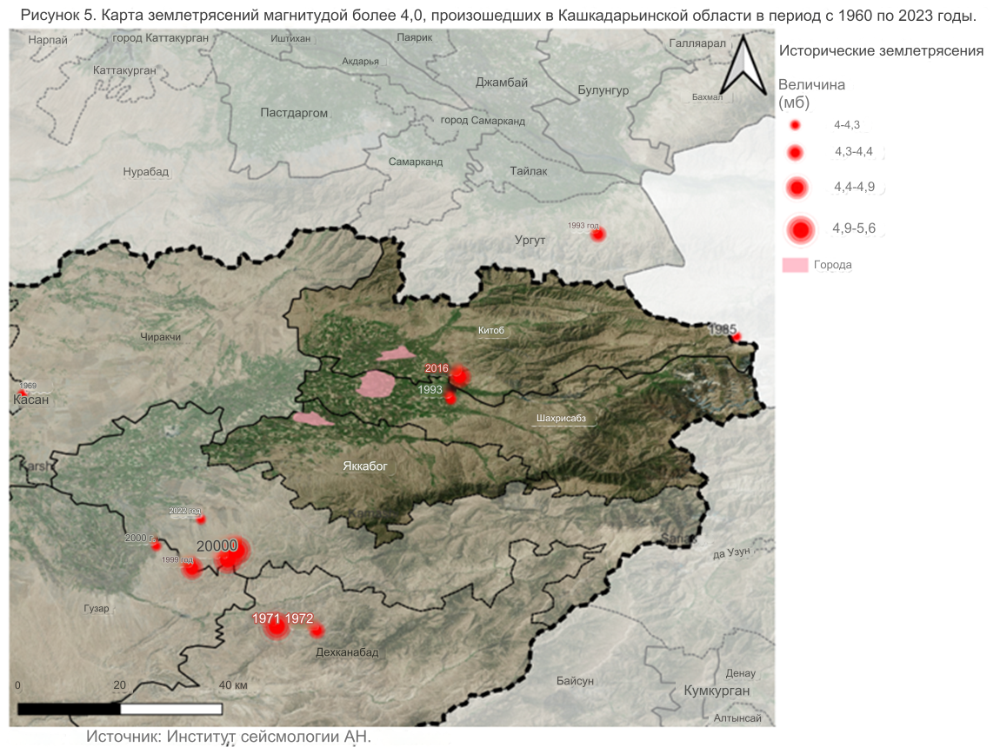 Рисунок 5. Карта землетрясений магнитудой более 4,0, произошедших в Кашкадарьинской области в период с 1960 по 2023 годы.
Нарпай
город Каттакурган
Иштихан
Паярик
Галляарал
Исторические землетрясения
Каттакурган
Акдарья
Джамбай
Булунгур
Бахмал
Величина
(мб)
Пастдаргом
город Самарканд
4-4,3
4,3-4,4
Нурабад
Самарканд
Тайлак
4,4-4,9
1993 год
Ургут
4,9-5,6
Города
Чиракчи
Китоб
1985
2016
1969
Касан
1993
Шахрисабз
Karshi
Яккабог
2022 год
2000 г.
20000
1999 год
Sarias
да Узун
Гузар
1971 1972
Дехканабад
Байсун
Денау
Кумкурган
Алтынсай
0 20 40 км
Источник: Институт сейсмологии АН.